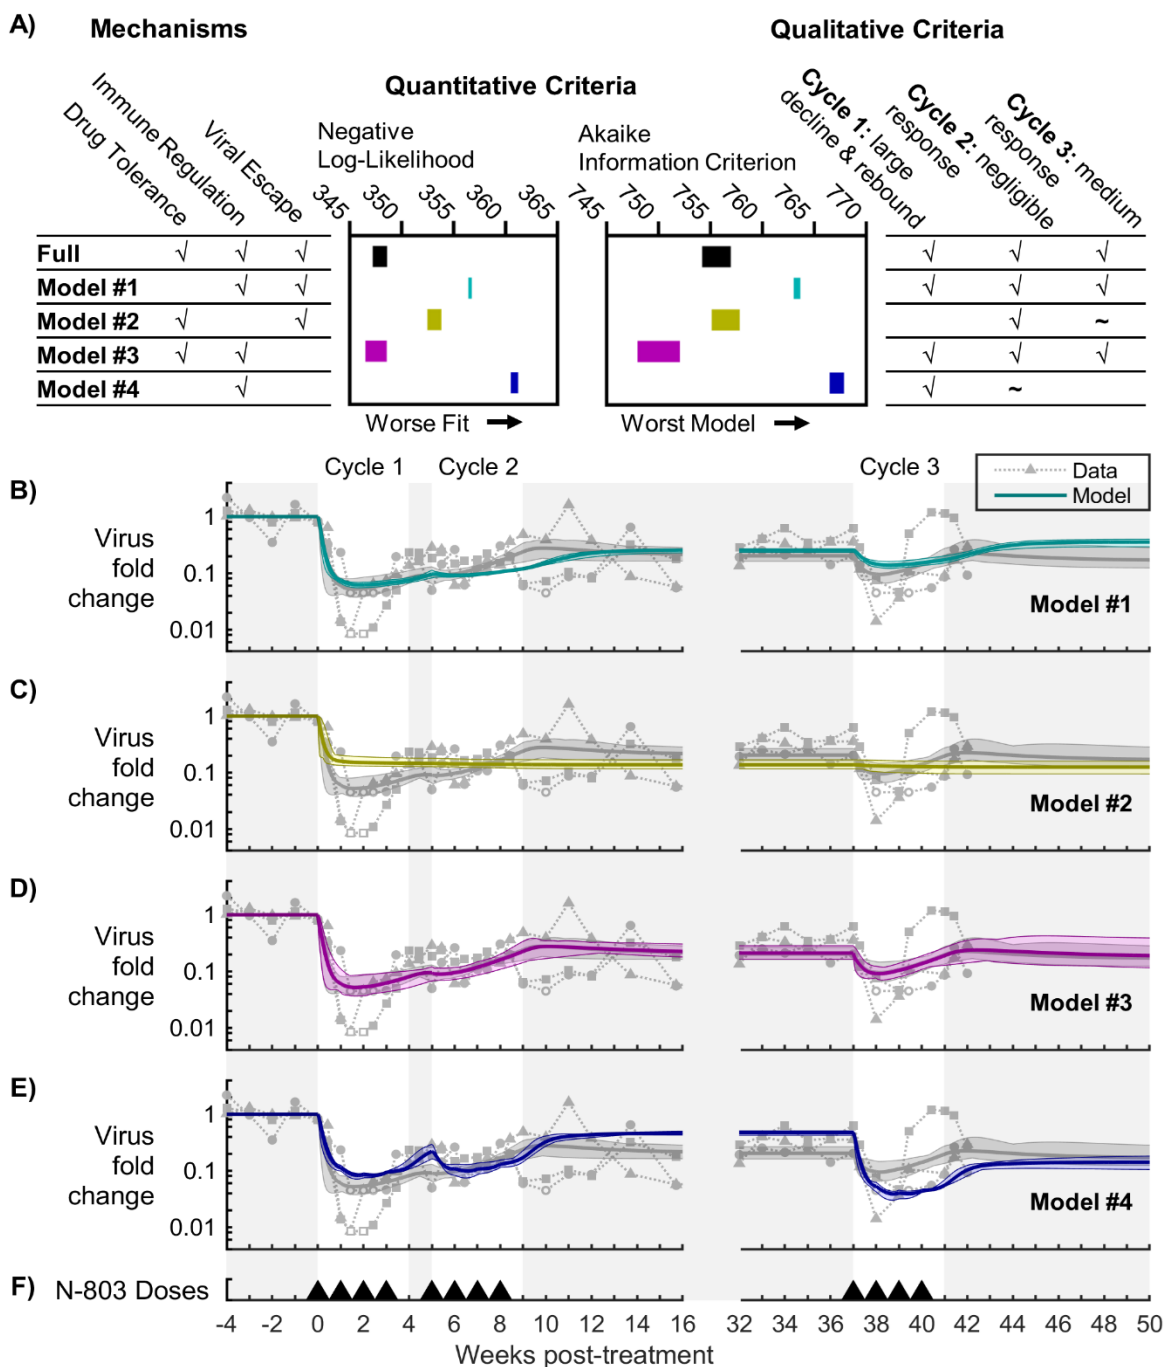 A)
Mechanisms
Qualitative Criteria
Quantitative Criteria
Drug Tolerance
Immune Regulation
Viral Escape
Negative
Log-Likelihood
Akaike
Information Criterion
Cycle 1: large
decline & rebound
Cycle 2: negligible
response
Cycle 3: medium
response
345 350 355 360 365
745 750 755 760 765 770
Full √ √ √ √ √ √
Model #1 √ √ √ √ √
Model #2 √ √ √ ~
Model #3 √ √ √ √ √
Model #4 √ √ ~
Worse Fit
Worst Model
Cycle 1 Cycle 2 Cycle 3
Data
Model
B)
Virus
fold
change
1
0.1
0.01
Model #1
C)
Virus
fold
change
1
0.1
0.01
Model #2
D)
Virus
fold
change
1
0.1
0.01
Model #3
E)
Virus
fold
change
1
0.1
0.01
Model #4
F) N-803 Doses
-4 -2 0 2 4 6 8 10 12 14 16 32 34 36 38 40 42 44 46 48 50
Weeks post-treatment